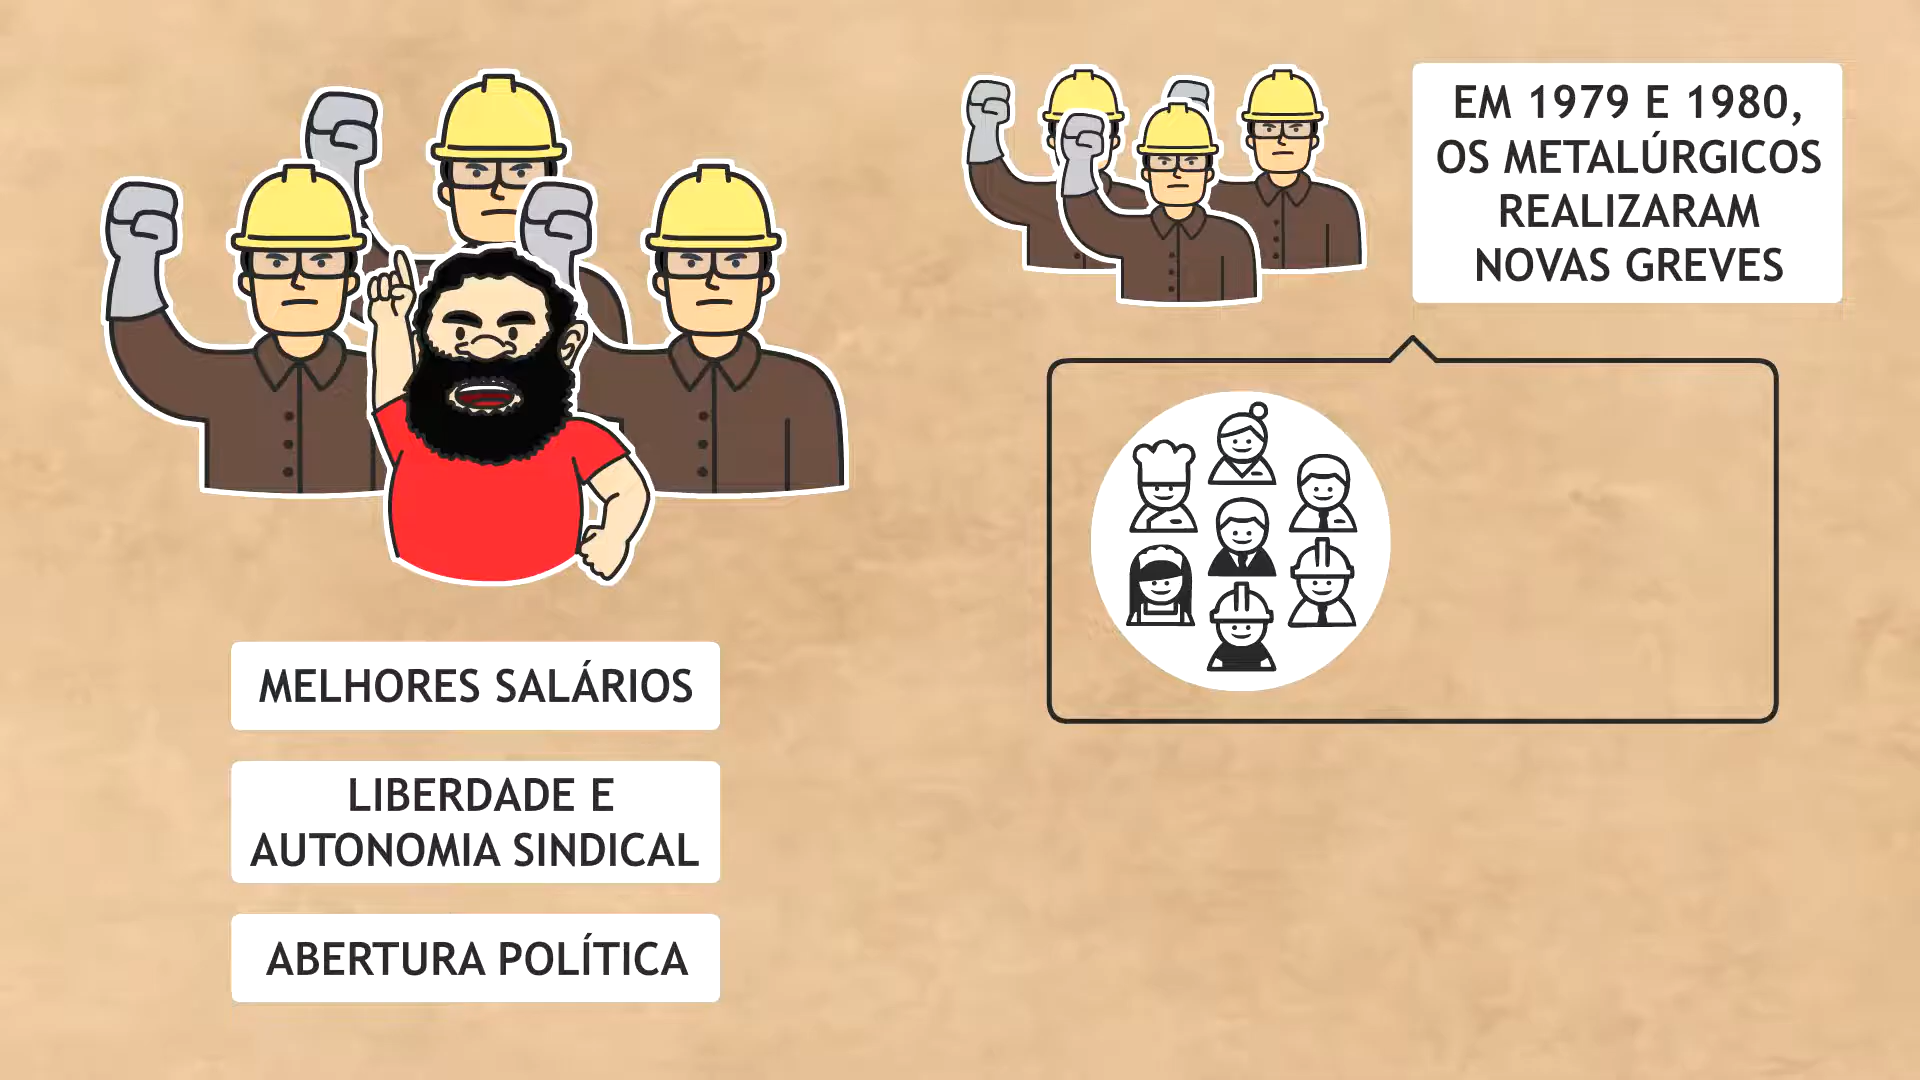 MELHORES SALÁRIOS
LIBERDADE E
AUTONOMIA SINDICAL
ABERTURA POLÍTICA
EM 1979 E 1980,
OS METALÚRGICOS
REALIZARAM
NOVAS GREVES